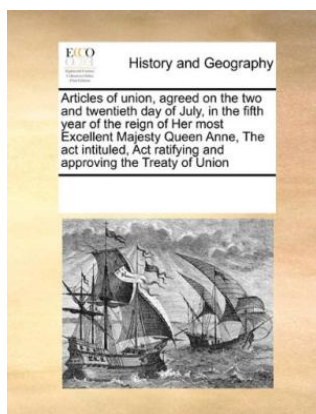 ECCO
History and Geography
Articles of union, agreed on the two
and twentieth day of July, in the fifth
year of the reign of Her most
Excellent Majesty Queen Anne, The
act intituled, Act ratifying and
approving the Treaty of Union